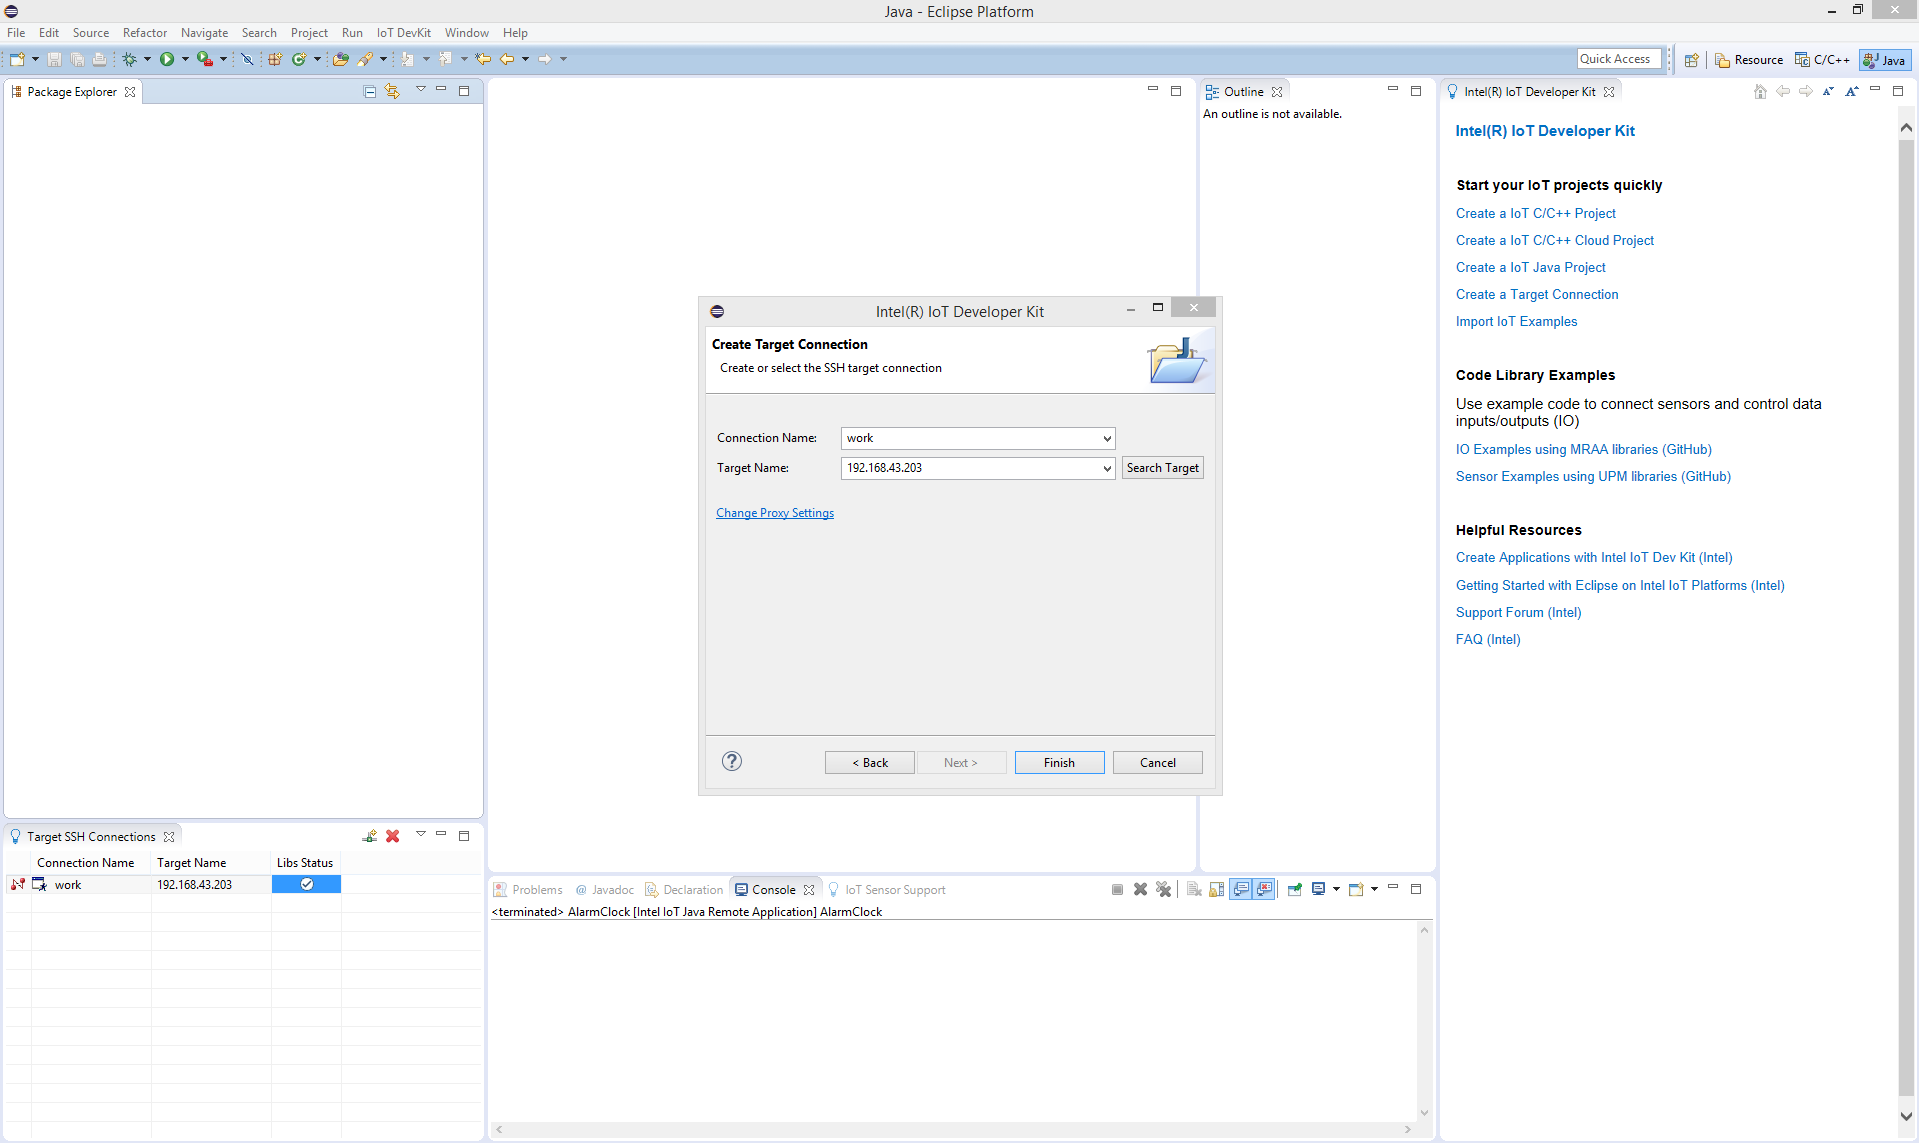 Java - Eclipse Platform
File Edit Source Refactor Navigate Search Project Run IoT DevKit Window Help
Quick Access
Resource
C/C++
Java
Package Explorer
Outline
An outline is not available.
Intel(R) IoT Developer Kit
Intel(R) IoT Developer Kit
Start your IoT projects quickly
Create a IoT C/C++ Project
Create a IoT C/C++ Cloud Project
Create a IoT Java Project
Create a Target Connection
Import IoT Examples
Code Library Examples
Use example code to connect sensors and control data
inputs/outputs (IO)
IO Examples using MRAA libraries (GitHub)
Sensor Examples using UPM libraries (GitHub)
Helpful Resources
Create Applications with Intel IoT Dev Kit (Intel)
Getting Started with Eclipse on Intel IoT Platforms (Intel)
Support Forum (Intel)
FAQ (Intel)
Intel(R) IoT Developer Kit
Create Target Connection
Create or select the SSH target connection
Connection Name: work
Target Name: 192.168.43.203 Search Target
Change Proxy Settings
< Back Next > Finish Cancel
Target SSH Connections
Connection Name Target Name Libs Status
work 192.168.43.203
Problems @ Javadoc Declaration Console IoT Sensor Support
<terminated> AlarmClock [Intel IoT Java Remote Application] AlarmClock